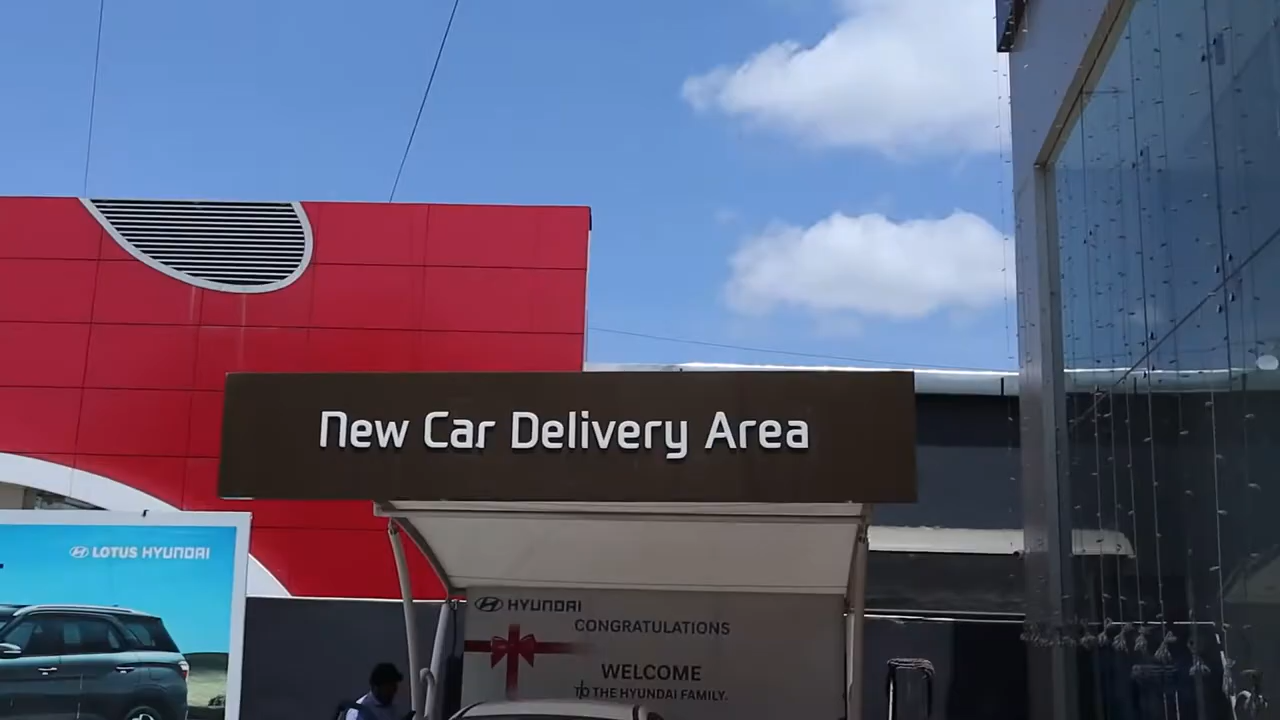 New Car Delivery Area
LOTUS HYUNDAI
HYUNDAI
CONGRATULATIONS
WELCOME
TO THE HYUNDAI FAMILY.